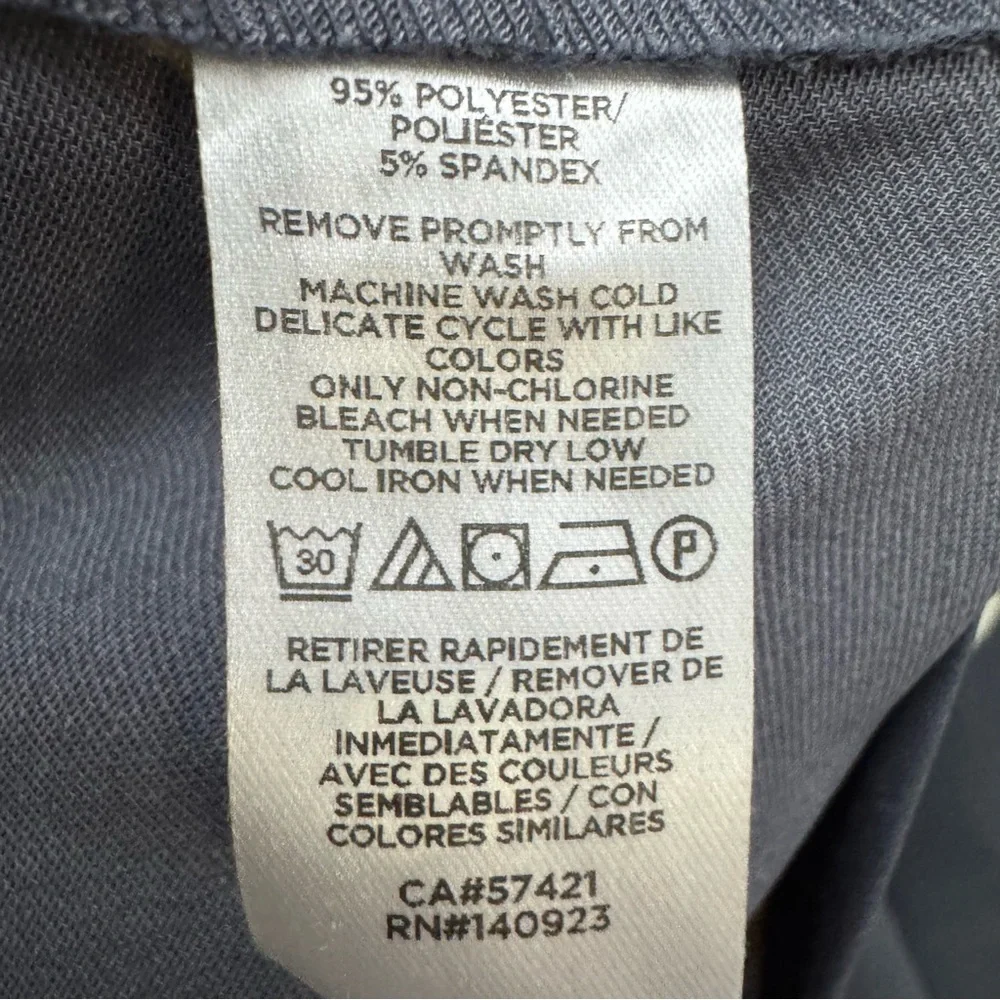 95% POLYESTER/
POLIÉSTER
5% SPANDEX
REMOVE PROMPTLY FROM
WASH
MACHINE WASH COLD
DELICATE CYCLE WITH LIKE
COLORS
ONLY NON-CHLORINE
BLEACH WHEN NEEDED
TUMBLE DRY LOW
COOL IRON WHEN NEEDED
30 P
RETIRER RAPIDEMENT DE
LA LAVEUSE / REMOVER DE
LA LAVADORA
INMEDIATAMENTE /
AVEC DES COULEURS
SEMBLABLES / CON
COLORES SIMILARES
CA#57421
RN#140923